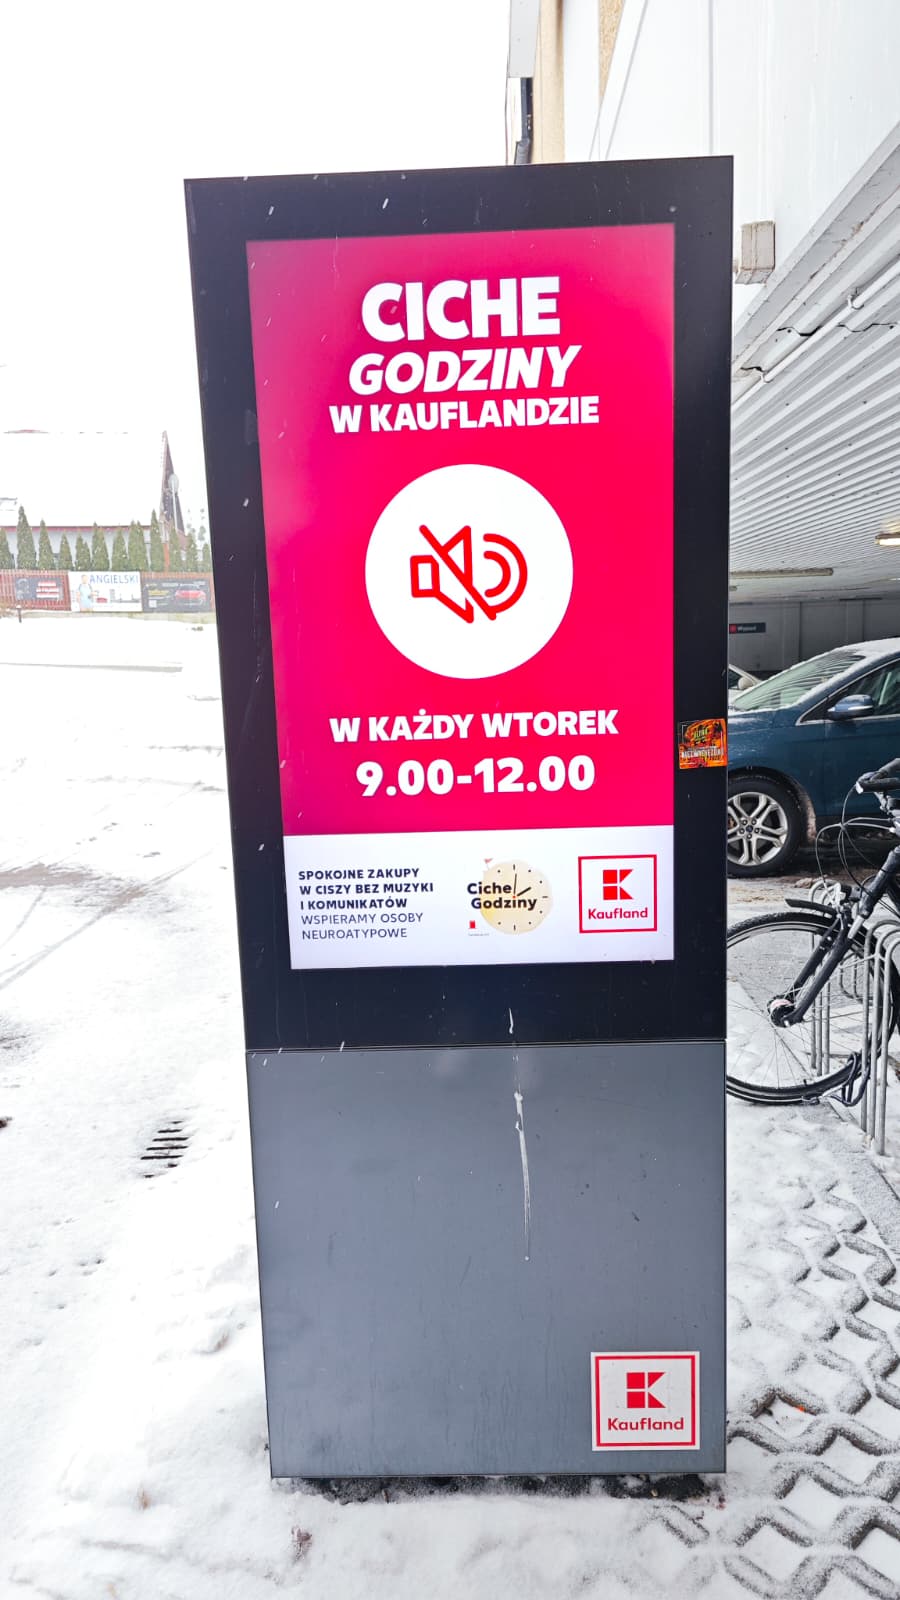 CICHE
GODZINY
W KAUFLANDZIE
W KAŻDY WTOREK
9.00-12.00
SPOKOJNE ZAKUPY
W CISZY BEZ MUZYKI
I KOMUNIKATÓW
WSPIERAMY OSOBY
NEUROATYPOWE
Ciche
Godziny
Kaufland
Kaufland
ANGIELSKI
Wyjazd